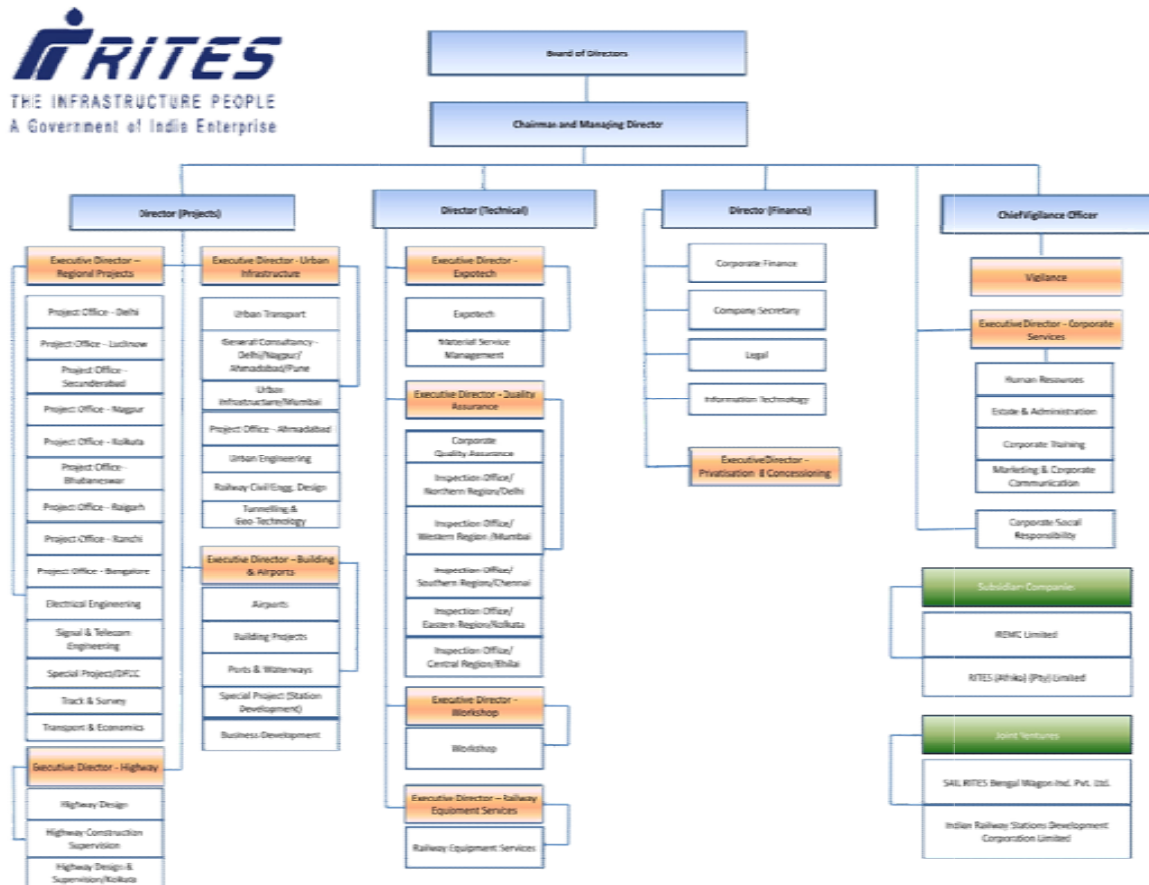 RITES
THE INFRASTRUCTURE PEOPLE
A Government of India Enterprise
Board of Directors
Chairman and Managing Director
Director (Projects)
Director (Technical)
Director (Finance)
Chief Vigilance Officer
Executive Director –
Regional Projects
Project Office - Delhi
Project Office - Lucknow
Project Office -
Secunderabad
Project Office - Nagpur
Project Office - Kolkata
Project Office -
Bhubaneswar
Project Office - Raigarh
Project Office - Ranchi
Project Office - Bangalore
Electrical Engineering
Signal & Telecom
Engineering
Special Project/DFCC
Track & Survey
Transport & Economics
Executive Director - Highway
Highway Design
Highway Construction
Supervision
Highway Design &
Supervision/Kolkata
Executive Director - Urban
Infrastructure
Urban Transport
General Consultancy -
Delhi/Nagpur/
Ahmadabad/Pune
Urban
Infrastructure/Mumbai
Project Office - Ahmadabad
Urban Engineering
Railway Civil Engg. Design
Tunnelling &
Geo-Technology
Executive Director – Building
& Airports
Airports
Building Projects
Ports & Waterways
Special Project (Station
Development)
Business Development
Executive Director -
Expotech
Expotech
Material Service
Management
Executive Director - Quality
Assurance
Corporate
Quality Assurance
Inspection Office/
Northern Region/Delhi
Inspection Office/
Western Region /Mumbai
Inspection Office/
Southern Region/Chennai
Inspection Office/
Eastern Region/Kolkata
Inspection Office/
Central Region/Bhilai
Executive Director -
Workshop
Workshop
Executive Director – Railway
Equipment Services
Railway Equipment Services
Corporate Finance
Company Secretary
Legal
Information Technology
Executive Director -
Privatisation & Concessioning
Vigilance
Executive Director - Corporate
Services
Human Resources
Estate & Administration
Corporate Training
Marketing & Corporate
Communication
Corporate Social
Responsibility
Subsidiary Companies
REMC Limited
RITES (Afrika) (Pty) Limited
Joint Ventures
SAIL RITES Bengal Wagon Ind. Pvt. Ltd.
Indian Railway Stations Development
Corporation Limited